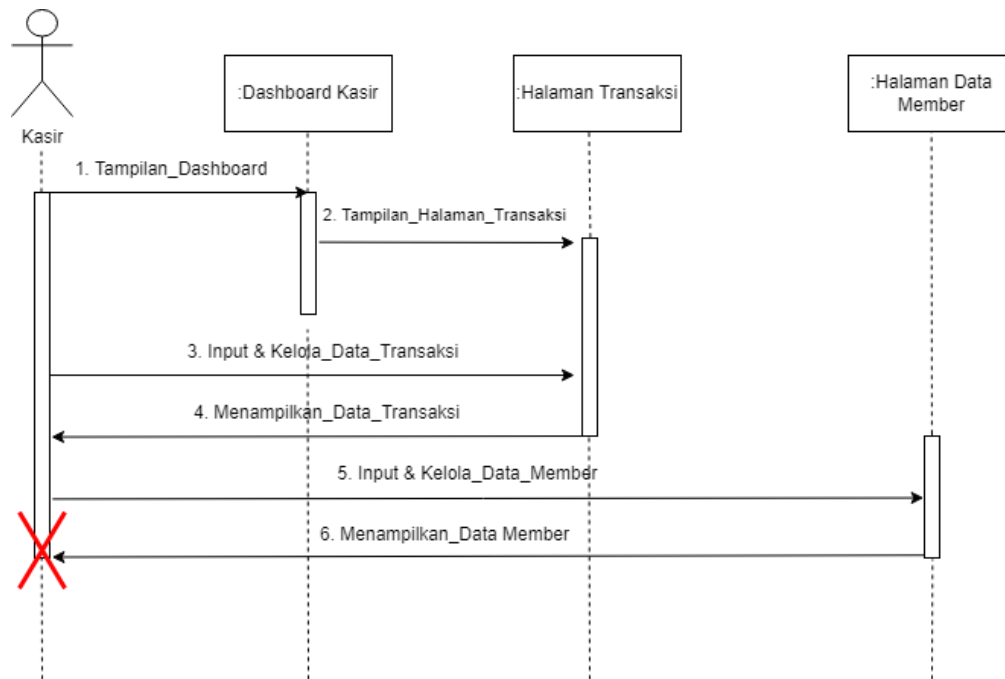 :Dashboard Kasir
:Halaman Transaksi
:Halaman Data
Member
Kasir
1. Tampilan_Dashboard
2. Tampilan_Halaman_Transaksi
3. Input & Kelola_Data_Transaksi
4. Menampilkan_Data_Transaksi
5. Input & Kelola_Data_Member
6. Menampilkan_Data Member